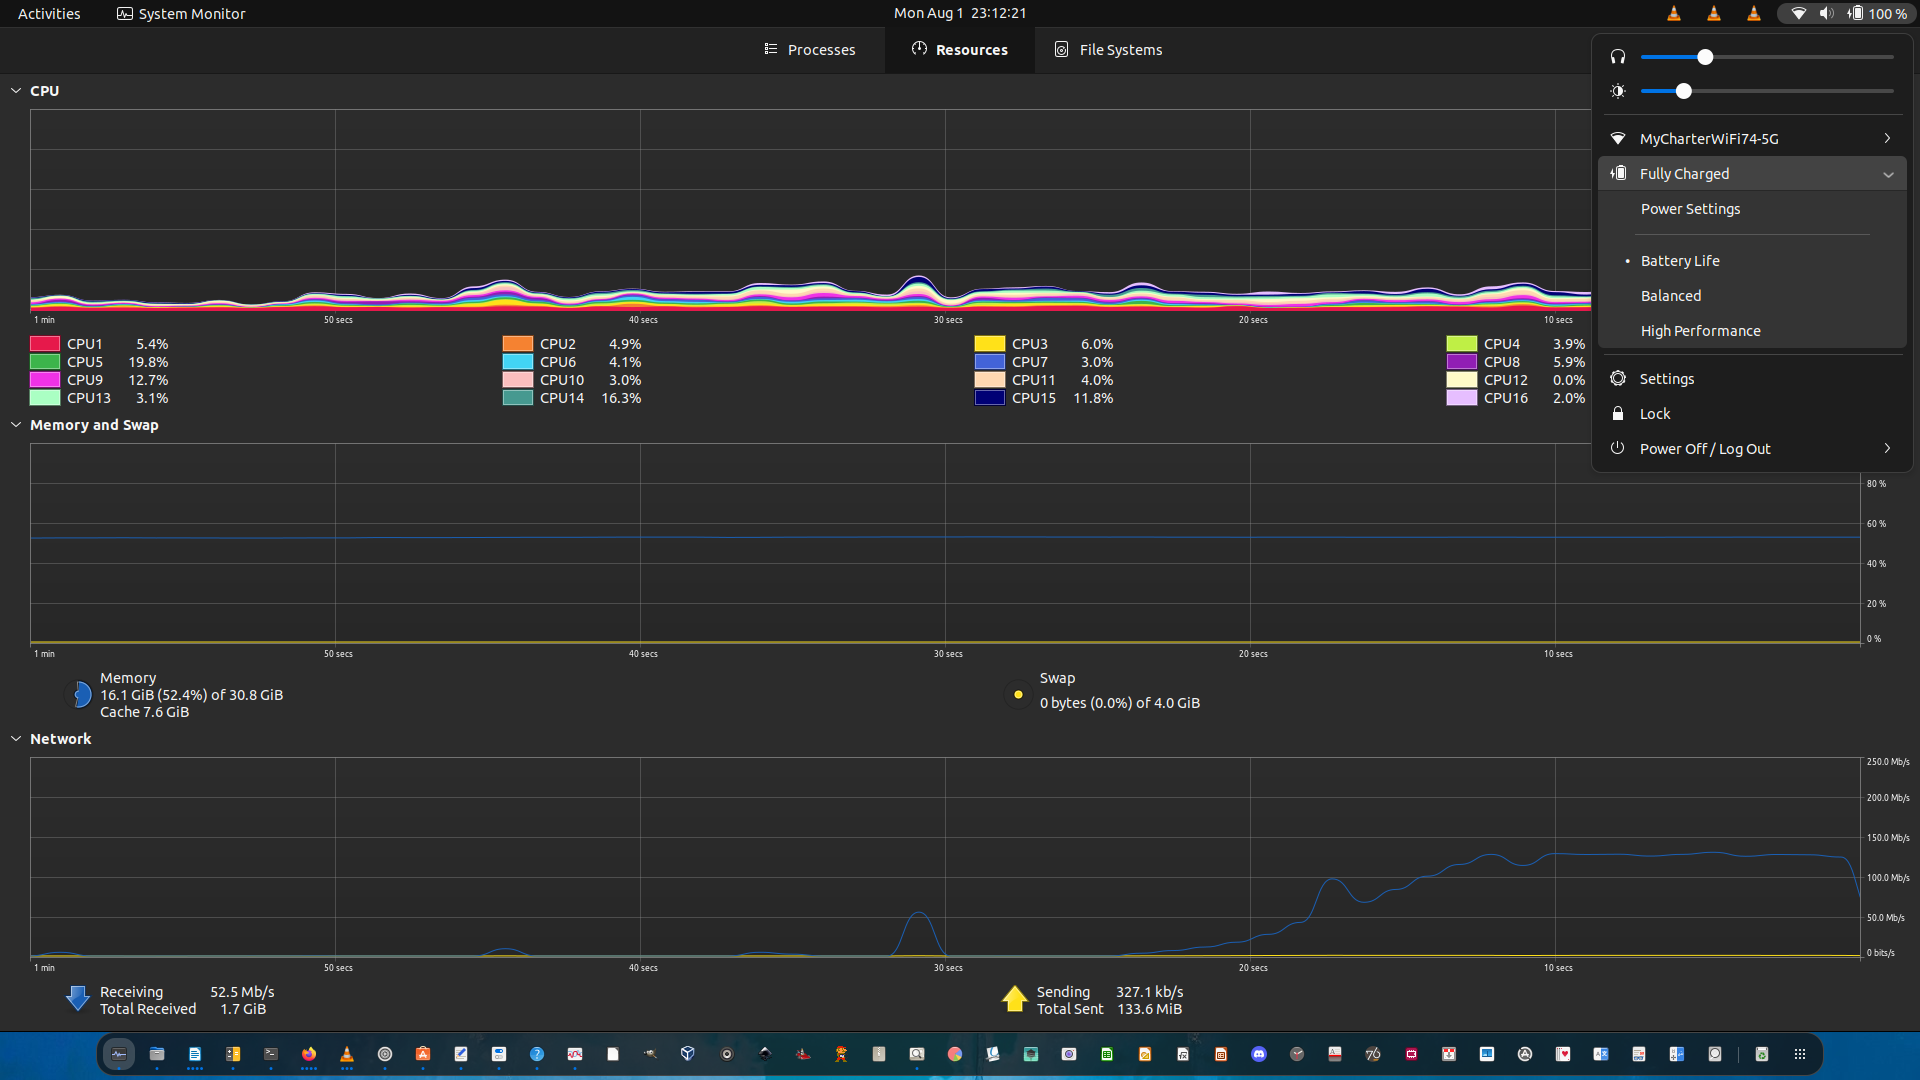 Activities System Monitor Mon Aug 1 23:12:21 100 %
Processes Resources File Systems
CPU
1 min 50 secs 40 secs 30 secs 20 secs 10 secs
CPU1 5.4% CPU2 4.9% CPU3 6.0% CPU4 3.9%
CPU5 19.8% CPU6 4.1% CPU7 3.0% CPU8 5.9%
CPU9 12.7% CPU10 3.0% CPU11 4.0% CPU12 0.0%
CPU13 3.1% CPU14 16.3% CPU15 11.8% CPU16 2.0%
MyCharterWiFi74-5G
Fully Charged
Power Settings
Battery Life
Balanced
High Performance
Settings
Lock
Power Off / Log Out
Memory and Swap
80 %
60 %
40 %
20 %
0 %
1 min 50 secs 40 secs 30 secs 20 secs 10 secs
Memory
16.1 GiB (52.4%) of 30.8 GiB
Cache 7.6 GiB
Swap
0 bytes (0.0%) of 4.0 GiB
Network
250.0 Mb/s
200.0 Mb/s
150.0 Mb/s
100.0 Mb/s
50.0 Mb/s
0 bits/s
1 min 50 secs 40 secs 30 secs 20 secs 10 secs
Receiving 52.5 Mb/s
Total Received 1.7 GiB
Sending 327.1 kb/s
Total Sent 133.6 MiB